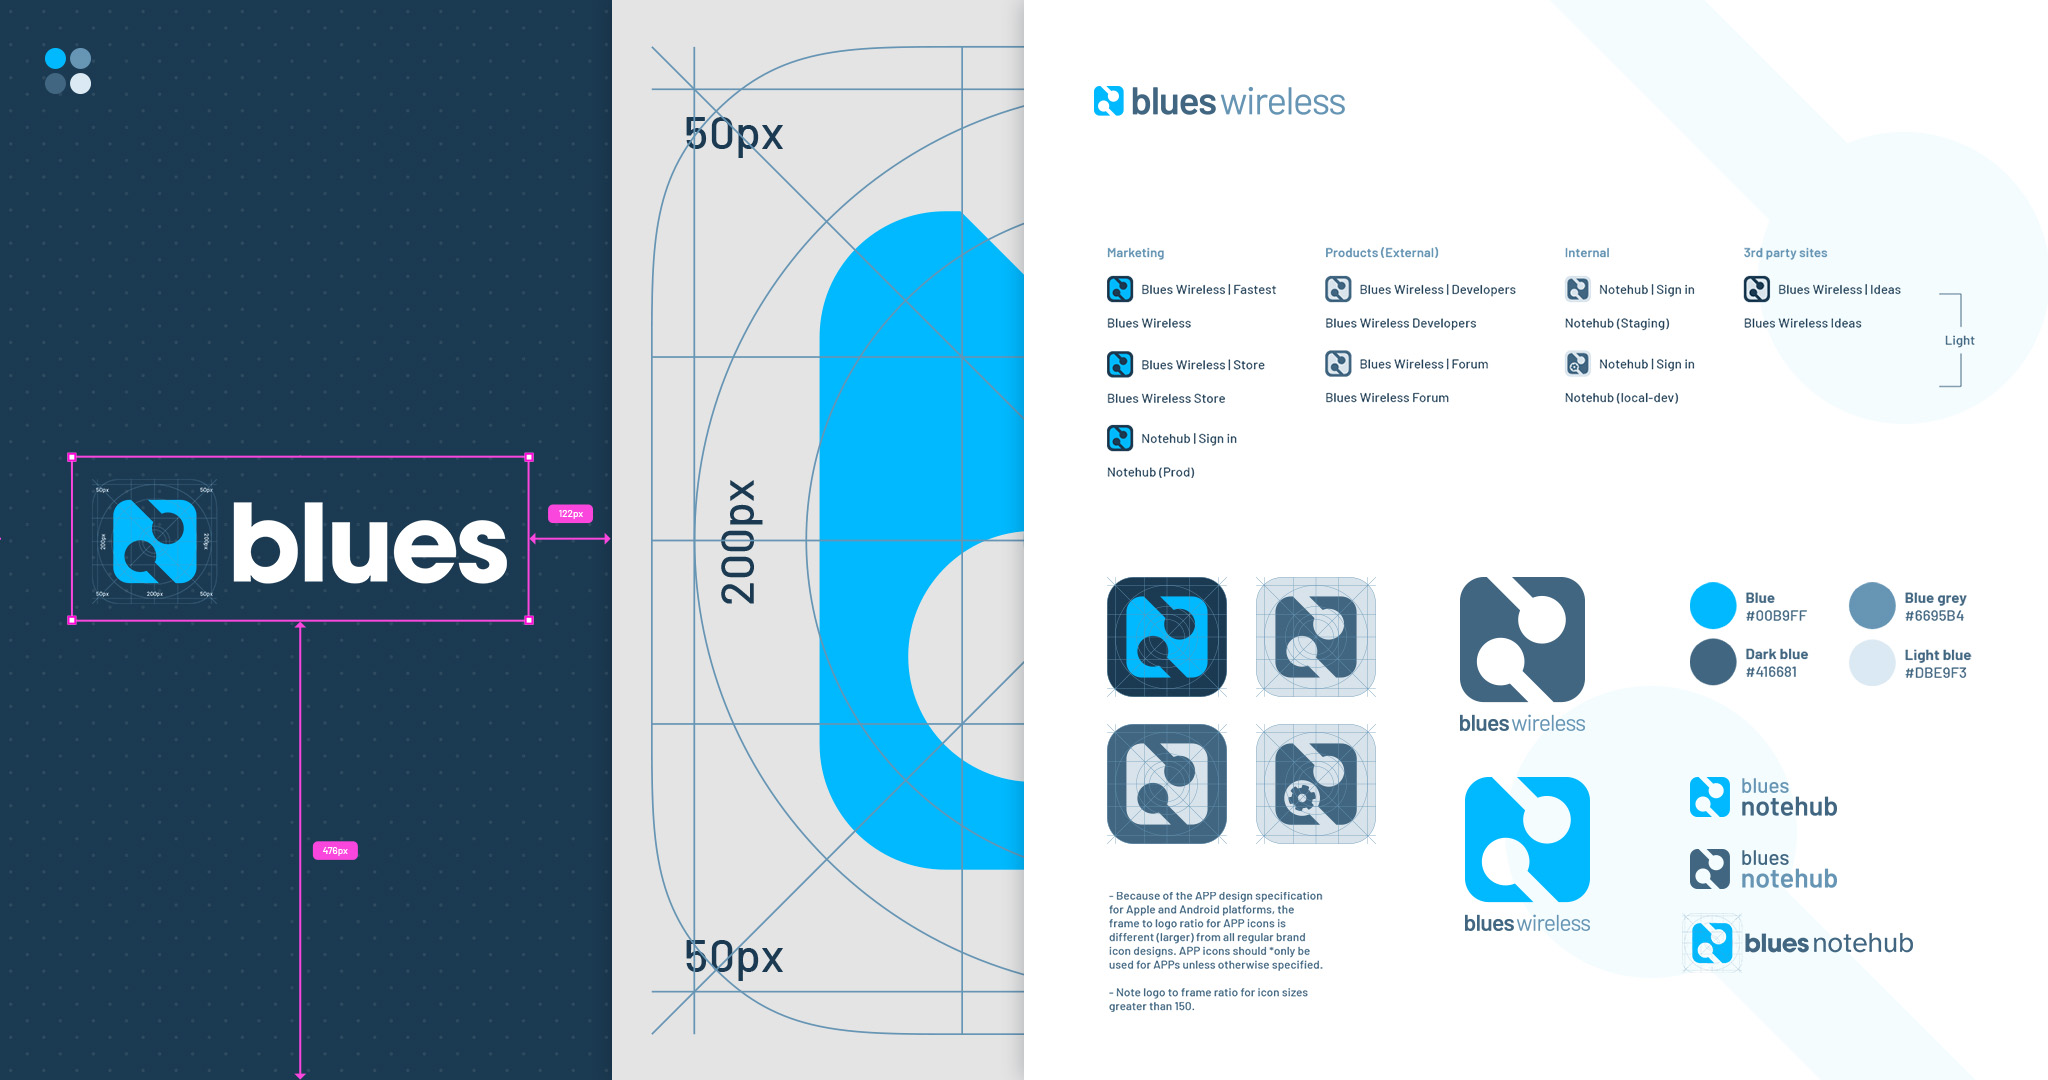 50px
50px
200px
200px
50px
200px
50px
blues
122px
476px
50px
200px
50px
blues wireless
Marketing
Blues Wireless | Fastest
Blues Wireless
Blues Wireless | Store
Blues Wireless Store
Notehub | Sign in
Notehub (Prod)
Products (External)
Blues Wireless | Developers
Blues Wireless Developers
Blues Wireless | Forum
Blues Wireless Forum
Internal
Notehub | Sign in
Notehub (Staging)
Notehub | Sign in
Notehub (local-dev)
3rd party sites
Blues Wireless | Ideas
Blues Wireless Ideas
Light
- Because of the APP design specification
for Apple and Android platforms, the
frame to logo ratio for APP icons is
different (larger) from all regular brand
icon designs. APP icons should *only be
used for APPs unless otherwise specified.
- Note logo to frame ratio for icon sizes
greater than 150.
blues wireless
blues wireless
Blue
#00B9FF
Blue grey
#6695B4
Dark blue
#416681
Light blue
#DBE9F3
blues
notehub
blues
notehub
blues notehub